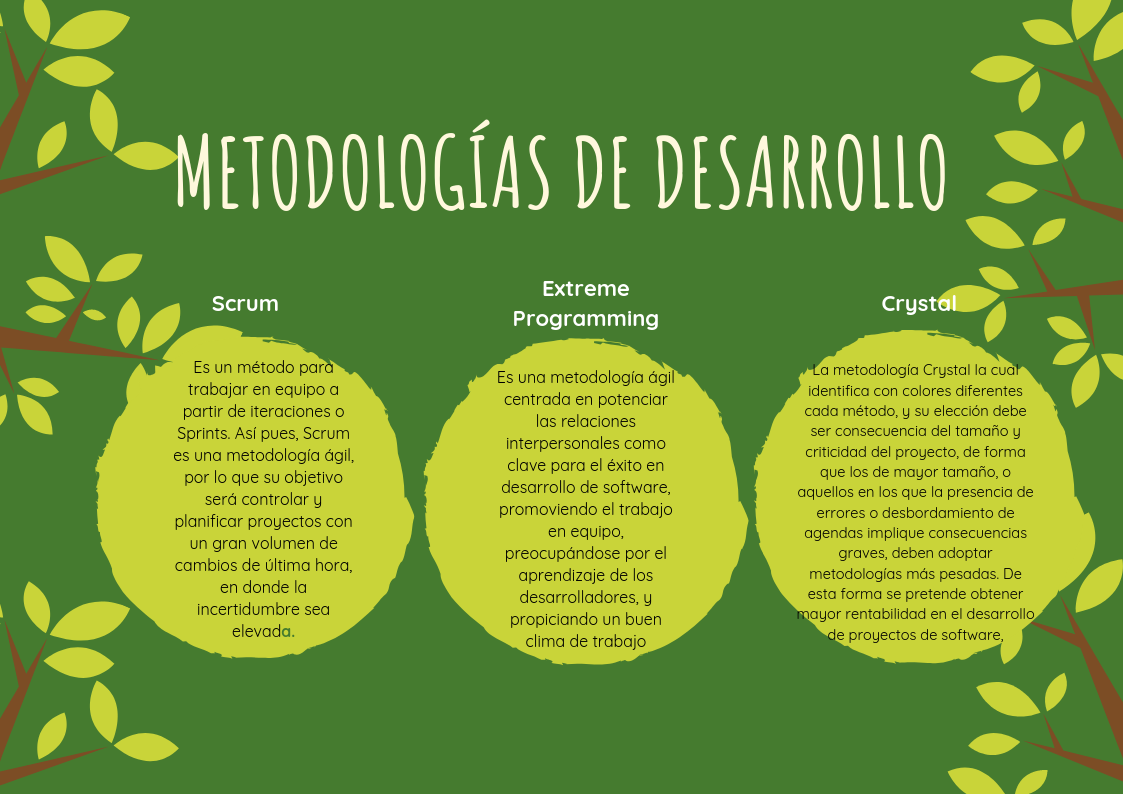 METODOLOGÍAS DE DESARROLLO
Scrum
Es un método para
trabajar en equipo a
partir de iteraciones o
Sprints. Así pues, Scrum
es una metodología ágil,
por lo que su objetivo
será controlar y
planificar proyectos con
un gran volumen de
cambios de última hora,
en donde la
incertidumbre sea
elevada.
Extreme
Programming
Es una metodología ágil
centrada en potenciar
las relaciones
interpersonales como
clave para el éxito en
desarrollo de software,
promoviendo el trabajo
en equipo,
preocupándose por el
aprendizaje de los
desarrolladores, y
propiciando un buen
clima de trabajo
Crystal
La metodología Crystal la cual
identifica con colores diferentes
cada método, y su elección debe
ser consecuencia del tamaño y
criticidad del proyecto, de forma
que los de mayor tamaño, o
aquellos en los que la presencia de
errores o desbordamiento de
agendas implique consecuencias
graves, deben adoptar
metodologías más pesadas. De
esta forma se pretende obtener
mayor rentabilidad en el desarrollo
de proyectos de software,